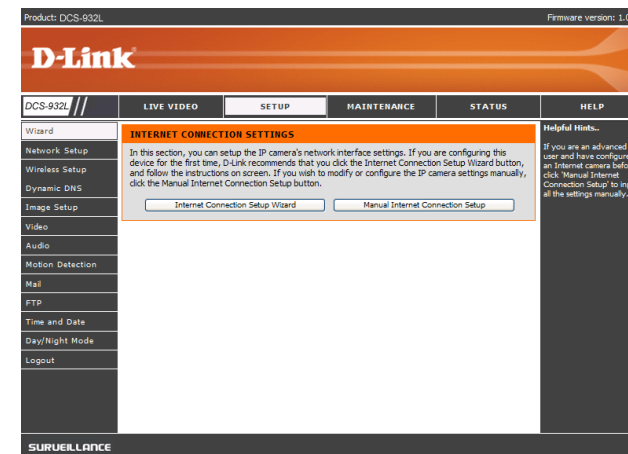 Product: DCS-932L
Firmware version: 1.0
D-Link
DCS-932L
LIVE VIDEO
SETUP
MAINTENANCE
STATUS
HELP
Wizard
Network Setup
Wireless Setup
Dynamic DNS
Image Setup
Video
Audio
Motion Detection
Mail
FTP
Time and Date
Day/Night Mode
Logout
INTERNET CONNECTION SETTINGS
In this section, you can setup the IP camera's network interface settings. If you are configuring this
device for the first time, D-Link recommends that you click the Internet Connection Setup Wizard button,
and follow the instructions on screen. If you wish to modify or configure the IP camera settings manually,
click the Manual Internet Connection Setup button.
Internet Connection Setup Wizard
Manual Internet Connection Setup
Helpful Hints..
If you are an advanced
user and have configure
an Internet camera befo
click 'Manual Internet
Connection Setup' to inp
all the settings manually.
SURVEILLANCE